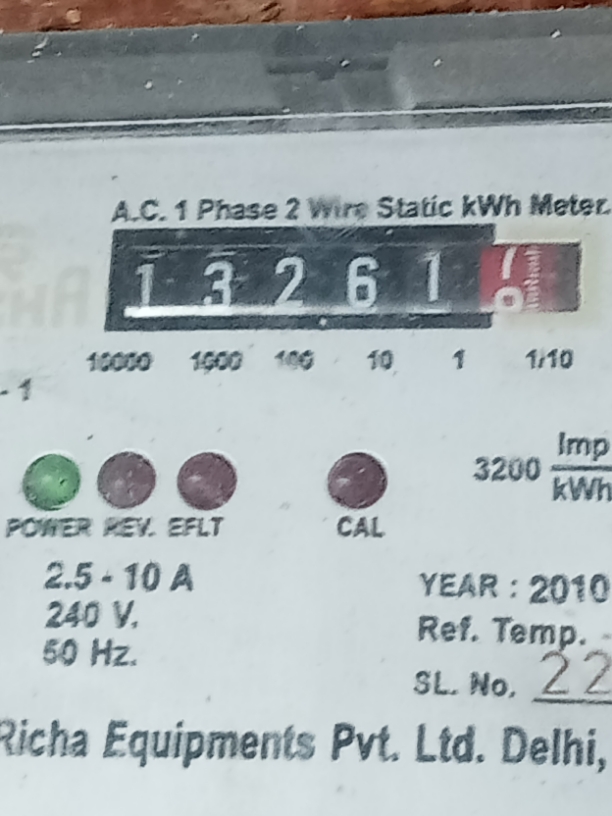 A.C. 1 Phase 2 Wire Static kWh Meter.
1 3 2 6 1
10000 1000 100 10 1 1/10
- 1
3200 Imp
kWh
POWER REV. EFLT CAL
2.5 - 10 A
240 V.
50 Hz.
YEAR : 2010
Ref. Temp.
SL. No. 22
Richa Equipments Pvt. Ltd. Delhi,